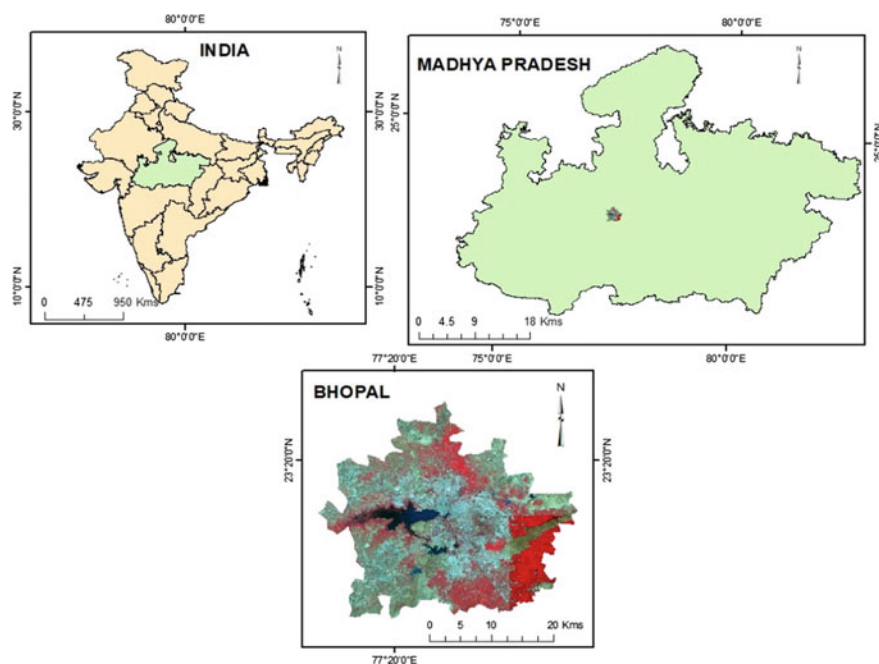 80°0'0"E
INDIA
N
30°0'0"N
30°0'0"N
10°0'0"N
10°0'0"N
0 475 950 Kms
80°0'0"E
75°0'0"E 80°0'0"E
MADHYA PRADESH
N
25°0'0"N
0 4.5 9 18 Kms
75°0'0"E 80°0'0"E
77°20'0"E
BHOPAL
N
23°20'0"N
23°20'0"N
0 5 10 20 Kms
77°20'0"E